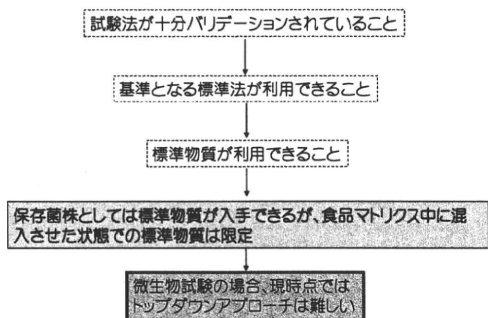 試験法が十分バリデーションされていること
基準となる標準法が利用できること
標準物質が利用できること
保存菌株としては標準物質が入手できるが、食品マトリクス中に混
入させた状態での標準物質は限定
微生物試験の場合、現時点では
トップダウンアプローチは難しい